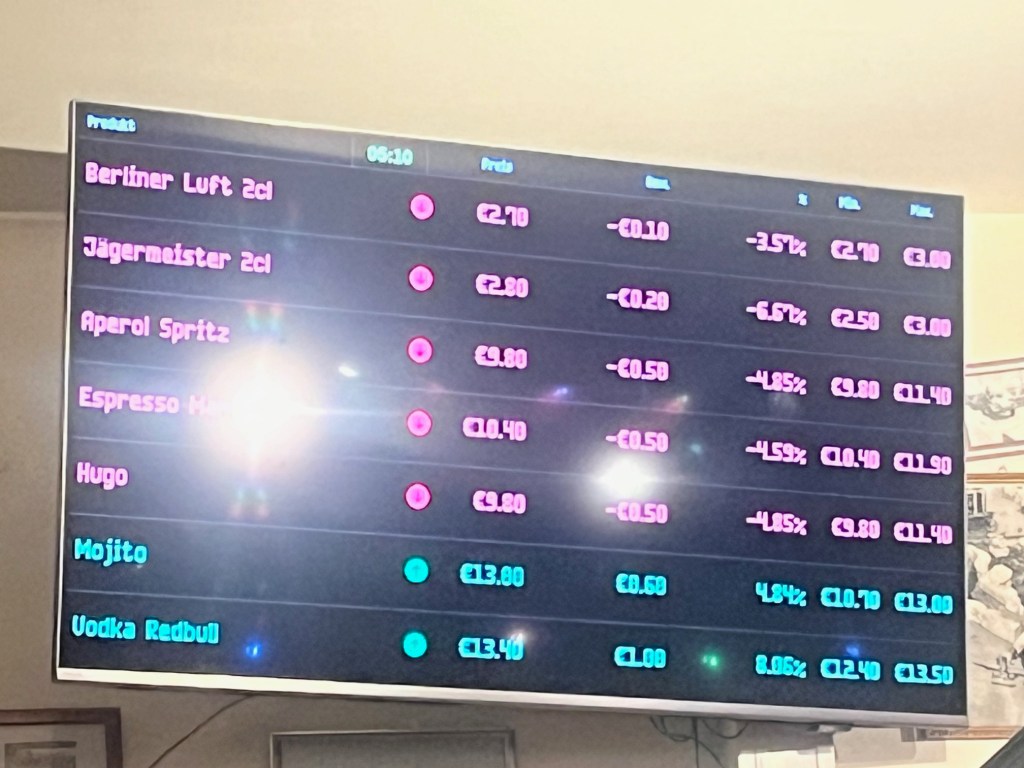 Produkt 05:10 Preis % Min. Max.
Berliner Luft 2cl €2.70 -€0.10 -3.57% €2.70 €3.00
Jägermeister 2cl €2.80 -€0.20 -6.67% €2.50 €3.00
Aperol Spritz €9.80 -€0.50 -4.85% €9.80 €11.40
Espresso €10.40 -€0.50 -4.59% €10.40 €11.90
Hugo €9.80 -€0.50 -4.85% €9.80 €11.40
Mojito €13.00 €0.60 4.84% €10.70 €13.00
Vodka Redbull €13.40 €1.00 8.06% €12.40 €13.50